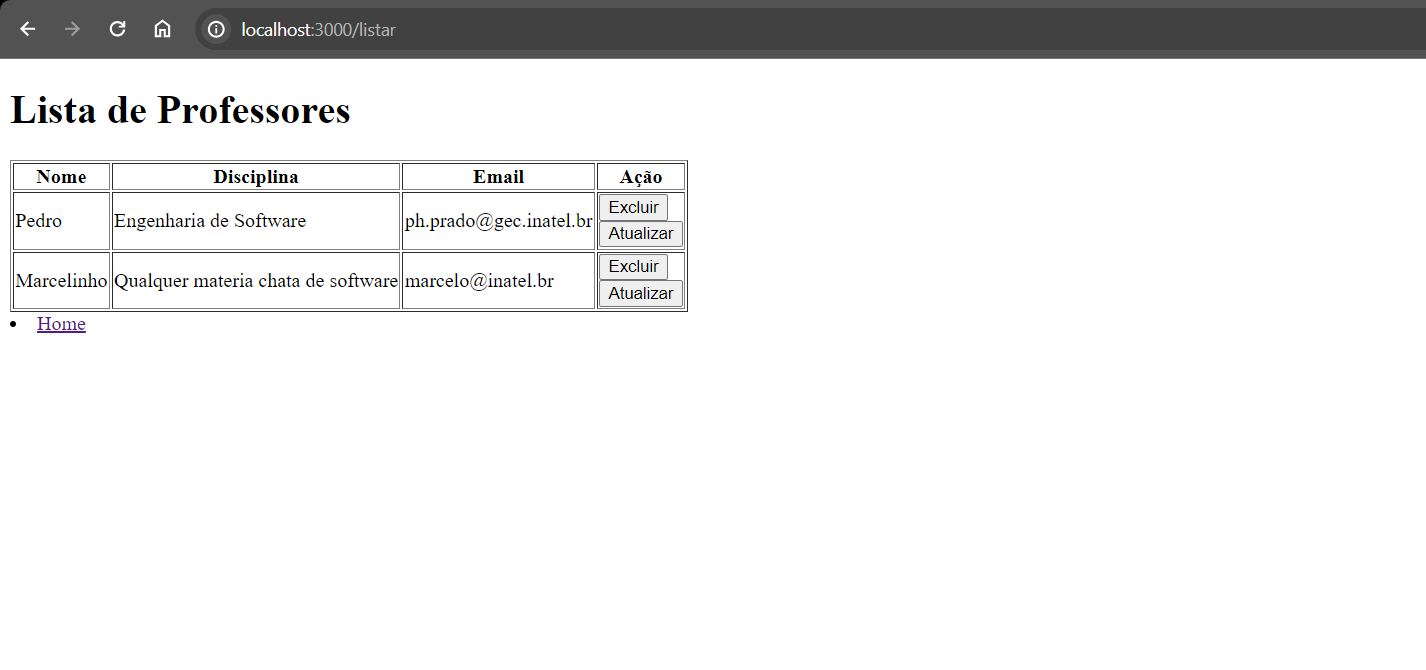 localhost:3000/listar
Lista de Professores
Nome Disciplina Email Ação
Pedro Engenharia de Software ph.prado@gec.inatel.br Excluir
Atualizar
Marcelinho Qualquer materia chata de software marcelo@inatel.br Excluir
Atualizar
Home